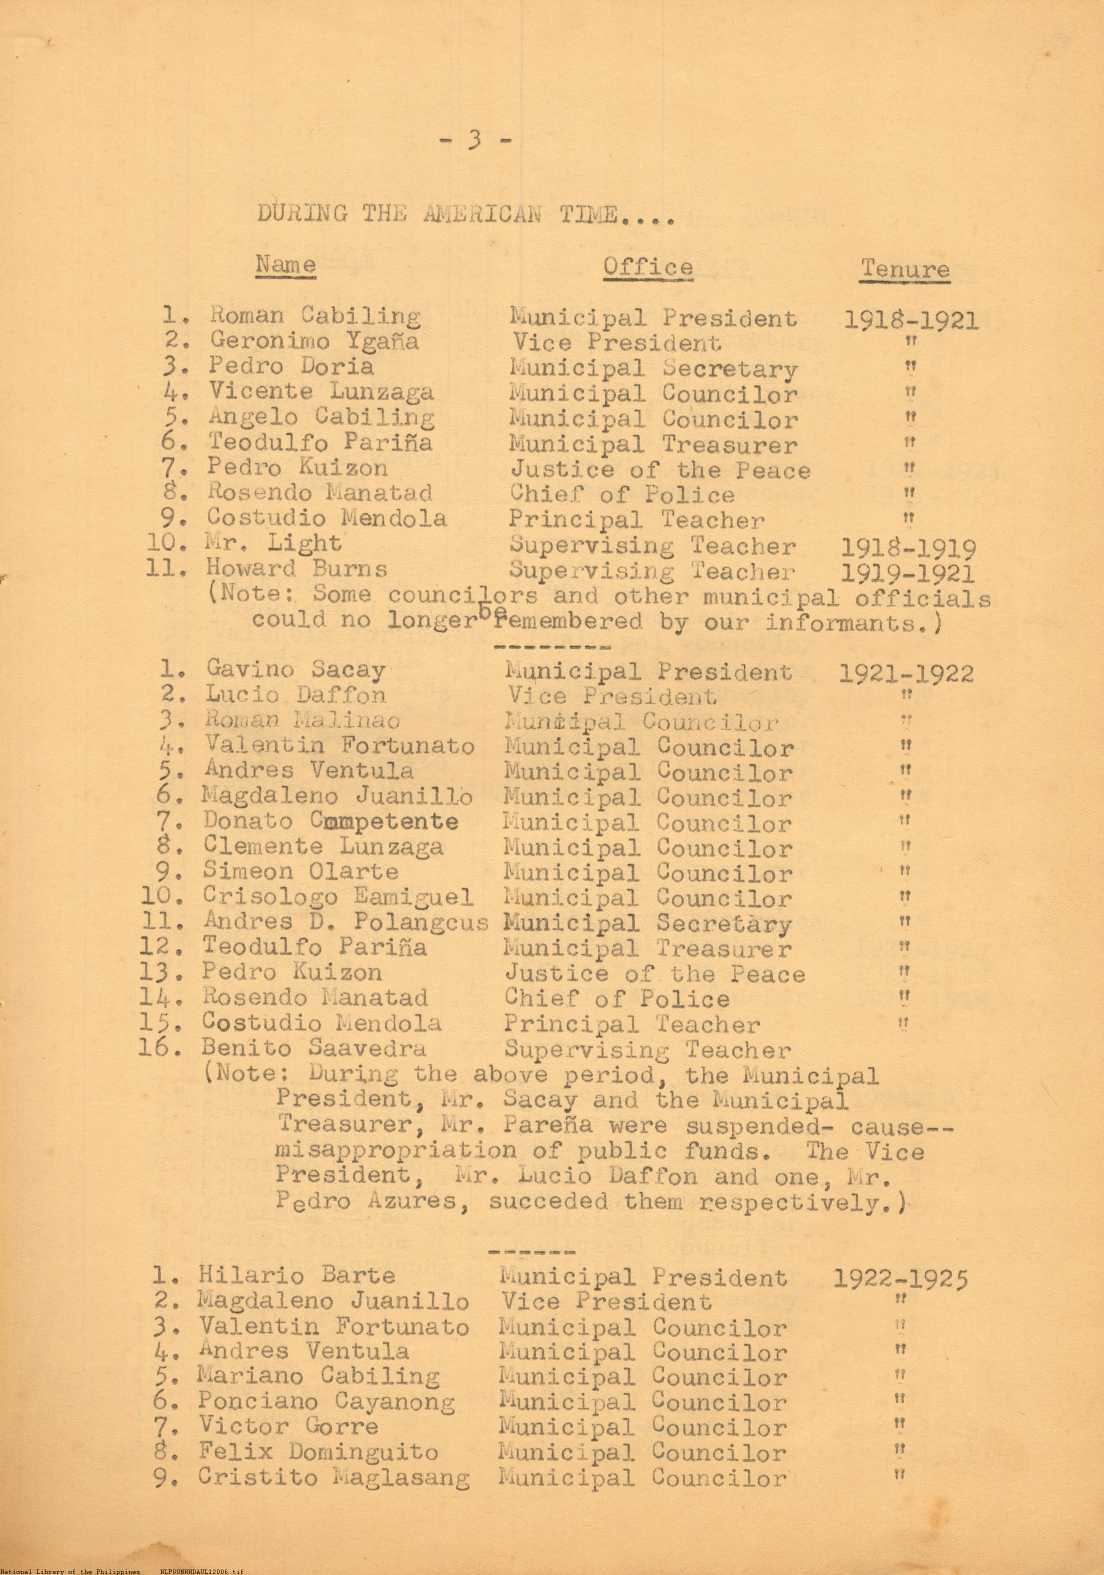 - 3 -
DURING THE AMERICAN TIME....
Name Office Tenure
1. Roman Cabiling Municipal President 1918-1921
2. Geronimo Ygaña Vice President "
3. Pedro Doria Municipal Secretary "
4. Vicente Lunzaga Municipal Councilor "
5. Angelo Cabiling Municipal Councilor "
6. Teodulfo Pariña Municipal Treasurer "
7. Pedro Kuizon Justice of the Peace "
8. Rosendo Manatad Chief of Police "
9. Costudio Mendola Principal Teacher "
10. Mr. Light Supervising Teacher 1918-1919
11. Howard Burns Supervising Teacher 1919-1921
(Note: Some councilors and other municipal officials
could no longer be remembered by our informants.)
--------
1. Gavino Sacay Municipal President 1921-1922
2. Lucio Daffon Vice President "
3. Roman Malinao Municipal Councilor "
4. Valentin Fortunato Municipal Councilor "
5. Andres Ventula Municipal Councilor "
6. Magdaleno Juanillo Municipal Councilor "
7. Donato Competente Municipal Councilor "
8. Clemente Lunzaga Municipal Councilor "
9. Simeon Olarte Municipal Councilor "
10. Crisologo Eamiguel Municipal Councilor "
11. Andres D. Polangcus Municipal Secretary "
12. Teodulfo Pariña Municipal Treasurer "
13. Pedro Kuizon Justice of the Peace "
14. Rosendo Manatad Chief of Police "
15. Costudio Mendola Principal Teacher "
16. Benito Saavedra Supervising Teacher
(Note: During the above period, the Municipal
President, Mr. Sacay and the Municipal
Treasurer, Mr. Pareña were suspended- cause--
misappropriation of public funds. The Vice
President, Mr. Lucio Daffon and one, Mr.
Pedro Azures, succeded them respectively.)
------
1. Hilario Barte Municipal President 1922-1925
2. Magdaleno Juanillo Vice President "
3. Valentin Fortunato Municipal Councilor "
4. Andres Ventula Municipal Councilor "
5. Mariano Cabiling Municipal Councilor "
6. Ponciano Cayanong Municipal Councilor "
7. Victor Gorre Municipal Councilor "
8. Felix Dominguito Municipal Councilor "
9. Cristito Maglasang Municipal Councilor "
National Library of the Philippines